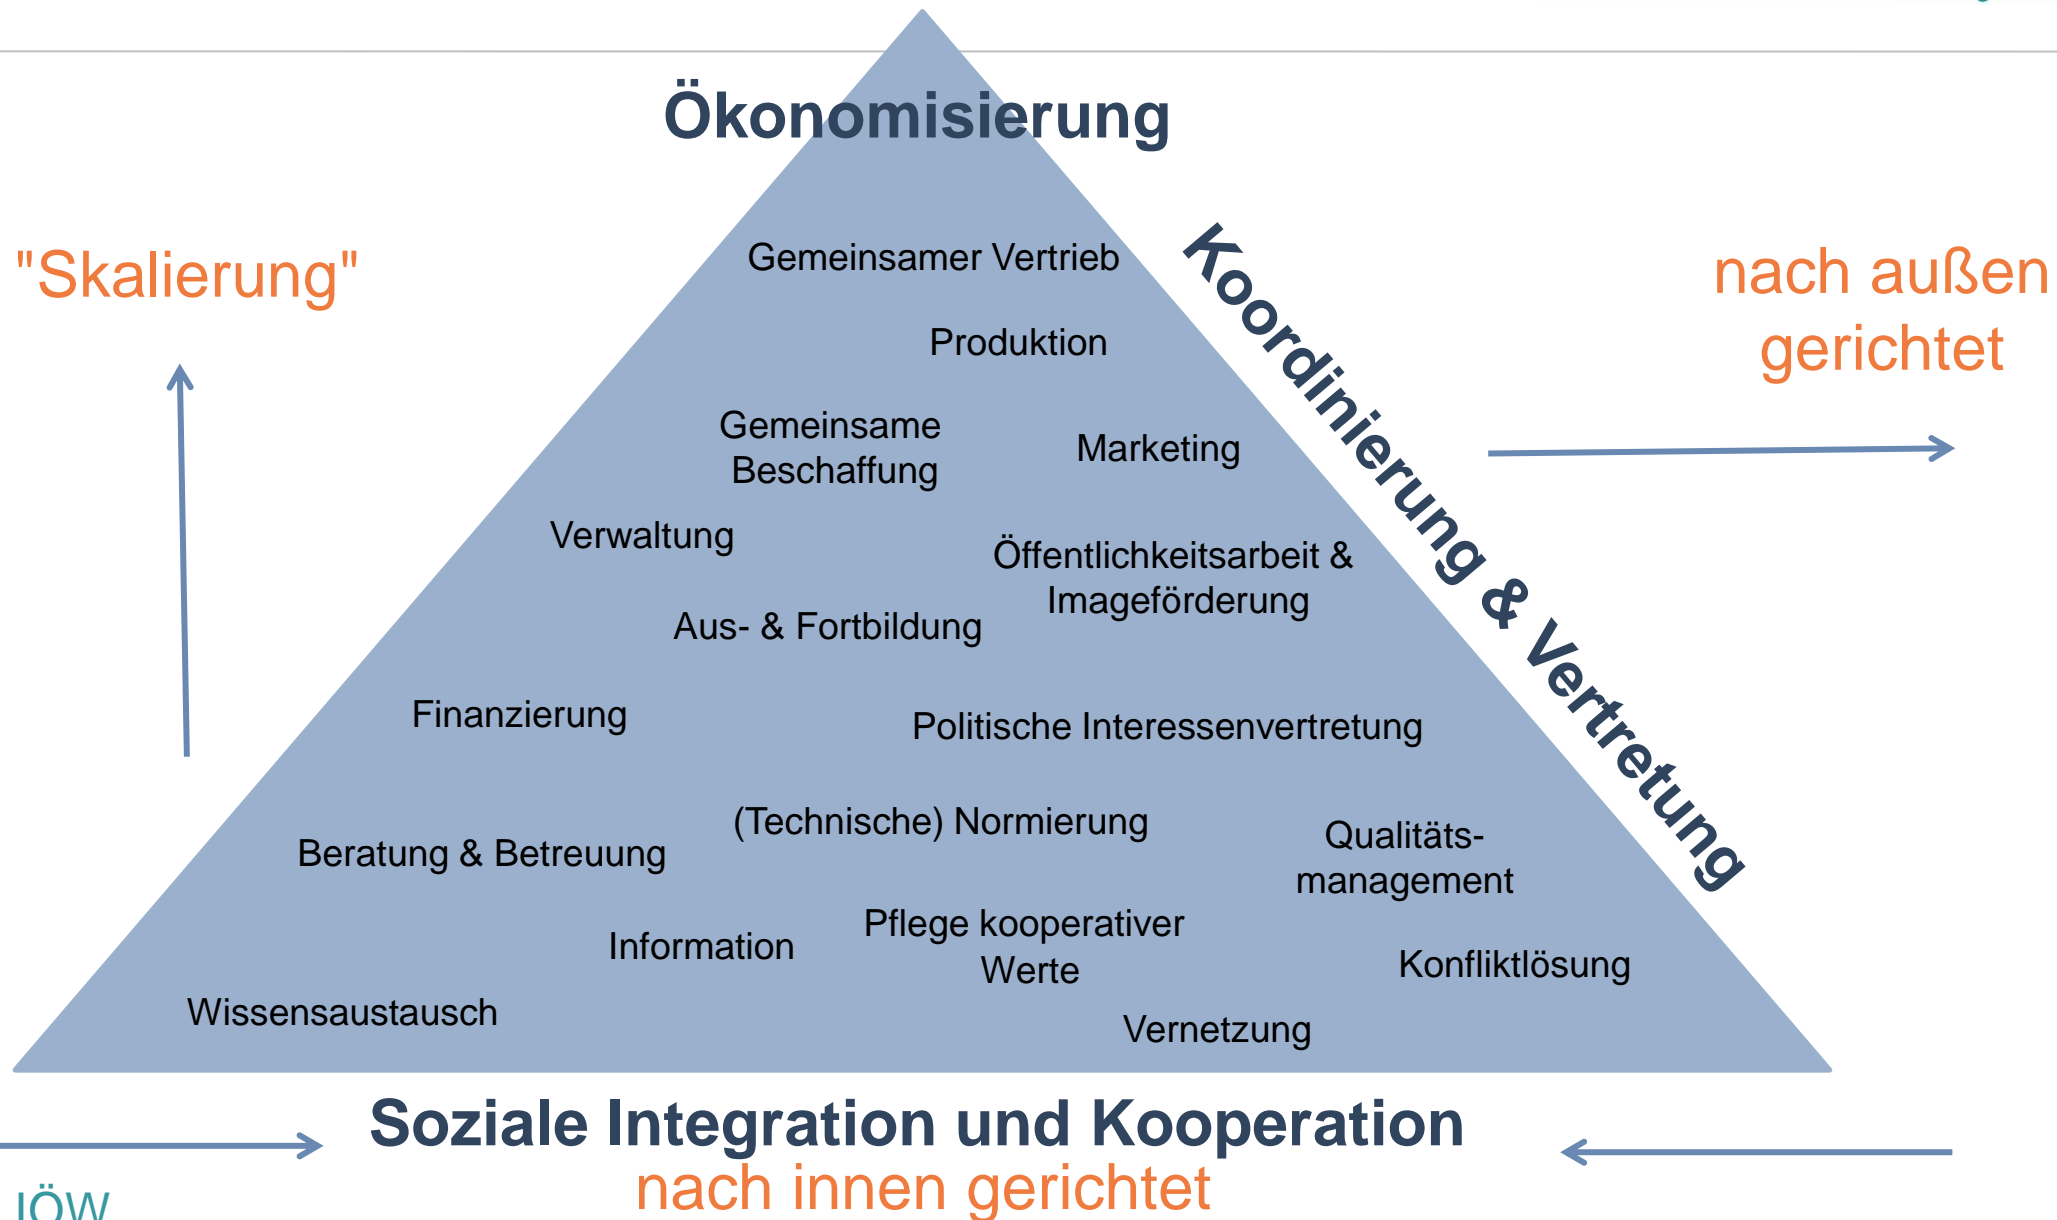 Ökonomisierung
"Skalierung"
Gemeinsamer Vertrieb
nach außen
gerichtet
Koordinierung & Vertretung
Produktion
Gemeinsame
Beschaffung
Marketing
Verwaltung
Öffentlichkeitsarbeit &
Imageförderung
Aus- & Fortbildung
Finanzierung
Politische Interessenvertretung
(Technische) Normierung
Qualitäts-
management
Beratung & Betreuung
Pflege kooperativer
Werte
Information
Konfliktlösung
Wissensaustausch
Vernetzung
Soziale Integration und Kooperation
nach innen gerichtet
IÖW